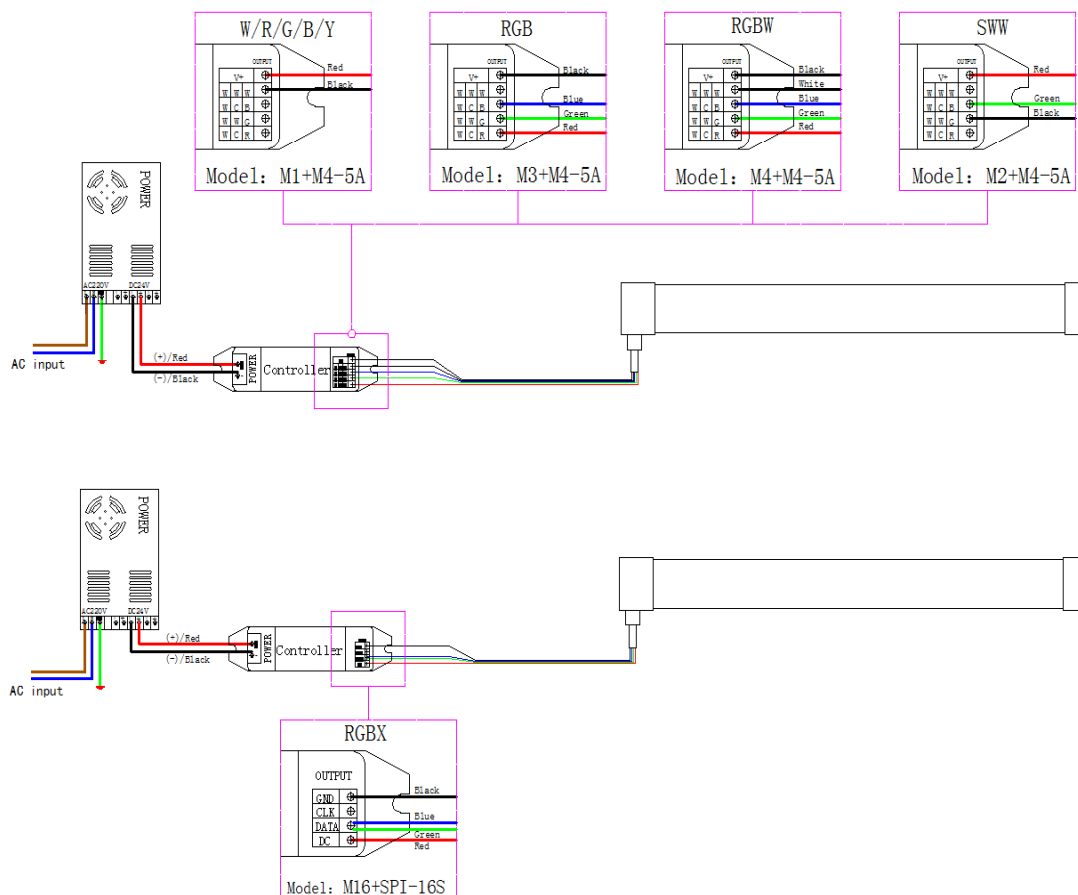 W/R/G/B/Y
OUTPUT
V+
W W W
W C B
W W G
W C R
Red
Black
Model: M1+M4-5A
RGB
OUTPUT
V+
W W W
W C B
W W G
W C R
Black
Blue
Green
Red
Model: M3+M4-5A
RGBW
OUTPUT
V+
W W W
W C B
W W G
W C R
Black
White
Blue
Green
Red
Model: M4+M4-5A
SWW
OUTPUT
V+
W W W
W C B
W W G
W C R
Red
Green
Black
Model: M2+M4-5A
POWER
AC220V DC24V
AC input
(+)/Red
(-)/Black
POWER
Controller
POWER
AC220V DC24V
AC input
(+)/Red
(-)/Black
POWER
Controller
RGBX
OUTPUT
GND
CLK
DATA
DC
Black
Blue
Green
Red
Model: M16+SPI-16S